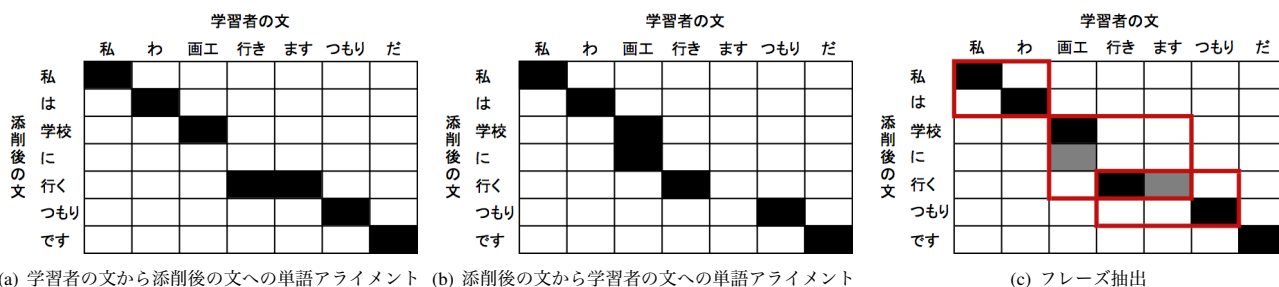 学習者の文
私 わ 画工 行き ます つもり だ
添削後の文
私
は
学校
に
行く
つもり
です
(a) 学習者の文から添削後の文への単語アライメント
学習者の文
私 わ 画工 行き ます つもり だ
添削後の文
私
は
学校
に
行く
つもり
です
(b) 添削後の文から学習者の文への単語アライメント
学習者の文
私 わ 画工 行き ます つもり だ
添削後の文
私
は
学校
に
行く
つもり
です
(c) フレーズ抽出